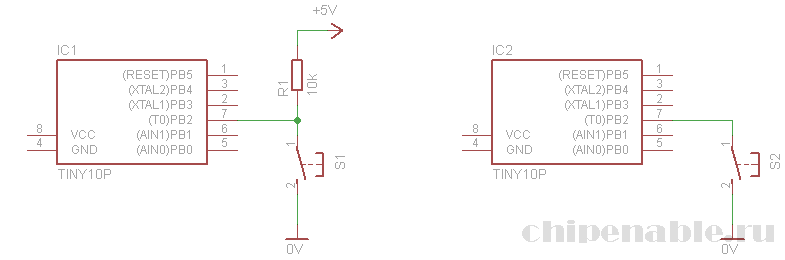 +5V
IC1
(RESET)PB5 1
(XTAL2)PB4 3
(XTAL1)PB3 2
(T0)PB2 7
8 VCC (AIN1)PB1 6
4 GND (AIN0)PB0 5
TINY10P
R1
10k
1
2
S1
0V
IC2
(RESET)PB5 1
(XTAL2)PB4 3
(XTAL1)PB3 2
(T0)PB2 7
8 VCC (AIN1)PB1 6
4 GND (AIN0)PB0 5
TINY10P
1
2
S2
0V
chipenable.ru